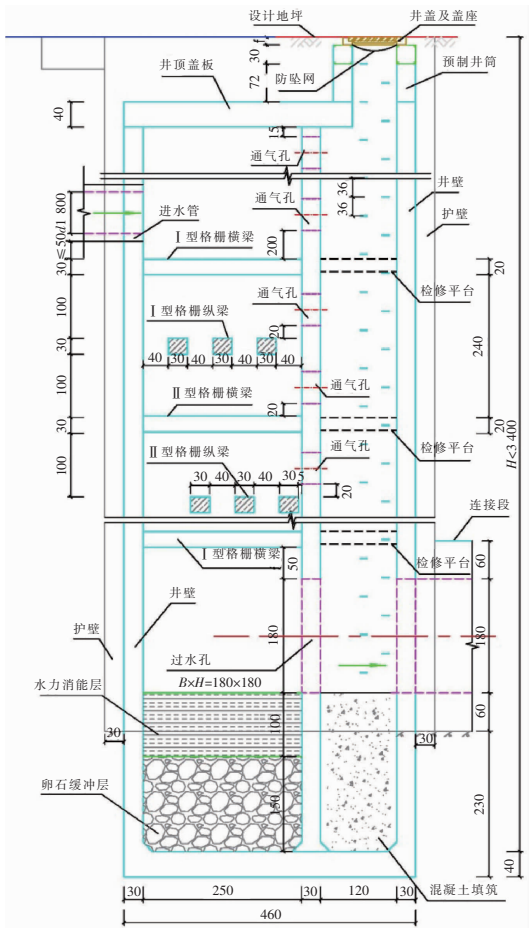 设计地坪
井盖及盖座
防坠网
预制井筒
30
72
井顶盖板
40
15
通气孔
36
36
井壁
护壁
通气孔
≤50
d/1 800
进水管
30
200
I型格栅横梁
20
检修平台
100
I型格栅纵梁
通气孔
20
30
40 30 40 30 40 30 40
240
100
II型格栅横梁
20
通气孔
30
20
检修平台
H<3 400
100
II型格栅纵梁
通气孔
30 40 30 40 30 5
20
连接段
I型格栅横梁
50
检修平台
60
井壁
护壁
180
过水孔
180
B×H=180×180
水力消能层
100
60
30
30
卵石缓冲层
150
230
混凝土填筑
40
30 250 30 120 30
460